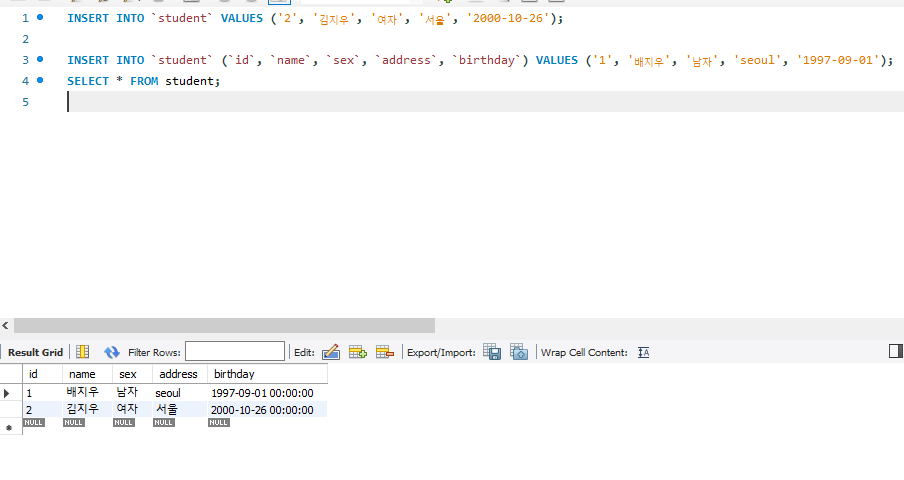 1 INSERT INTO `student` VALUES ('2', '김지우', '여자', '서울', '2000-10-26');
2
3 INSERT INTO `student` (`id`, `name`, `sex`, `address`, `birthday`) VALUES ('1', '배지우', '남자', 'seoul', '1997-09-01');
4 SELECT * FROM student;
5
Result Grid Filter Rows: Edit: Export/Import: Wrap Cell Content: IA
id name sex address birthday
1 배지우 남자 seoul 1997-09-01 00:00:00
2 김지우 여자 서울 2000-10-26 00:00:00
NULL NULL NULL NULL NULL